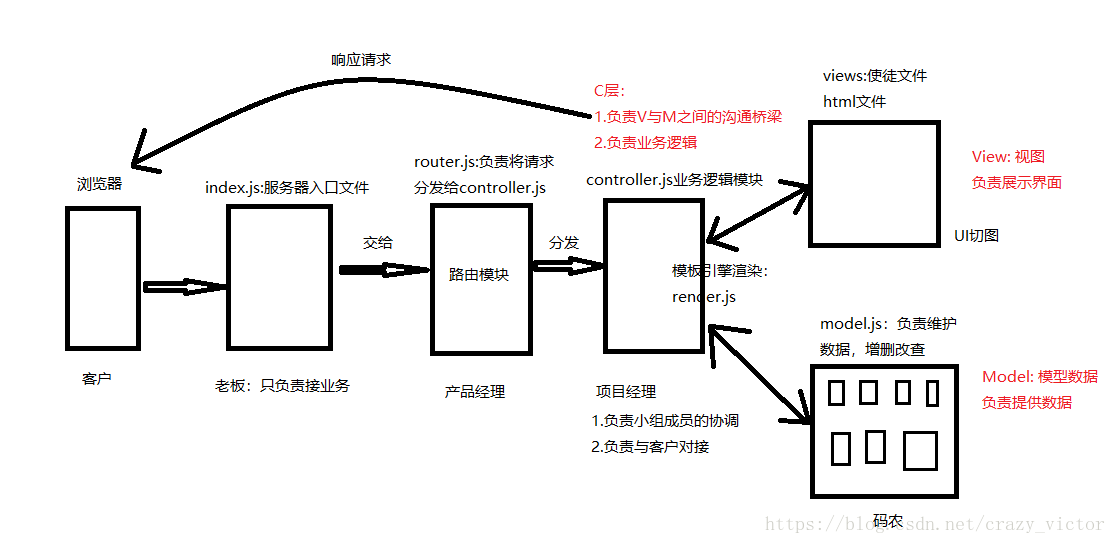 响应请求
C层：
1.负责V与M之间的沟通桥梁
2.负责业务逻辑
views:使徒文件
html文件
View: 视图
负责展示界面
UI切图
浏览器
index.js:服务器入口文件
router.js:负责将请求
分发给controller.js
controller.js业务逻辑模块
交给
路由模块
分发
模板引擎渲染：
render.js
model.js：负责维护
数据，增删改查
Model: 模型数据
负责提供数据
客户
老板：只负责接业务
产品经理
项目经理
1.负责小组成员的协调
2.负责与客户对接
码农
https://blog.csdn.net/crazy_victor